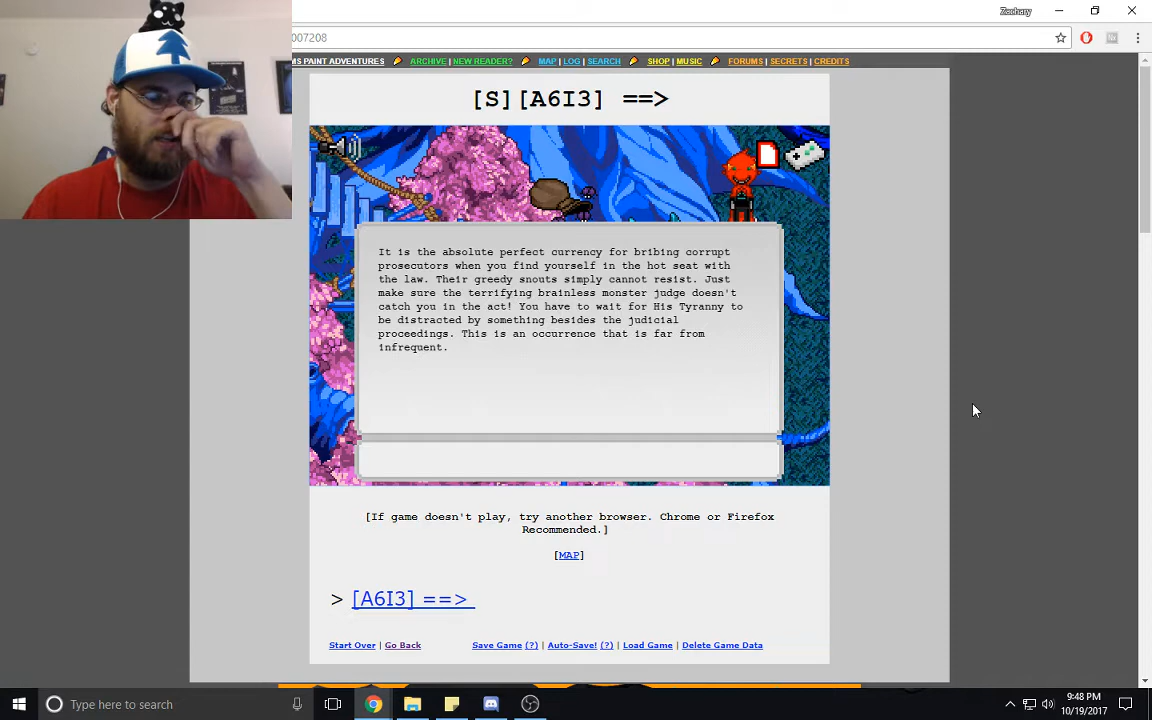 Zachary
007208
MS PAINT ADVENTURES ARCHIVE | NEW READER? MAP | LOG | SEARCH SHOP | MUSIC FORUMS | SECRETS | CREDITS
[S][A6I3] ==>
It is the absolute perfect currency for bribing corrupt
prosecutors when you find yourself in the hot seat with
the law. Their greedy snouts simply cannot resist. Just
make sure the terrifying brainless monster judge doesn't
catch you in the act! You have to wait for His Tyranny to
be distracted by something besides the judicial
proceedings. This is an occurrence that is far from
infrequent.
[If game doesn't play, try another browser. Chrome or Firefox
Recommended.]
[MAP]
> [A6I3] ==>
Start Over | Go Back Save Game (?) | Auto-Save! (?) | Load Game | Delete Game Data
Type here to search
9:48 PM
10/19/2017